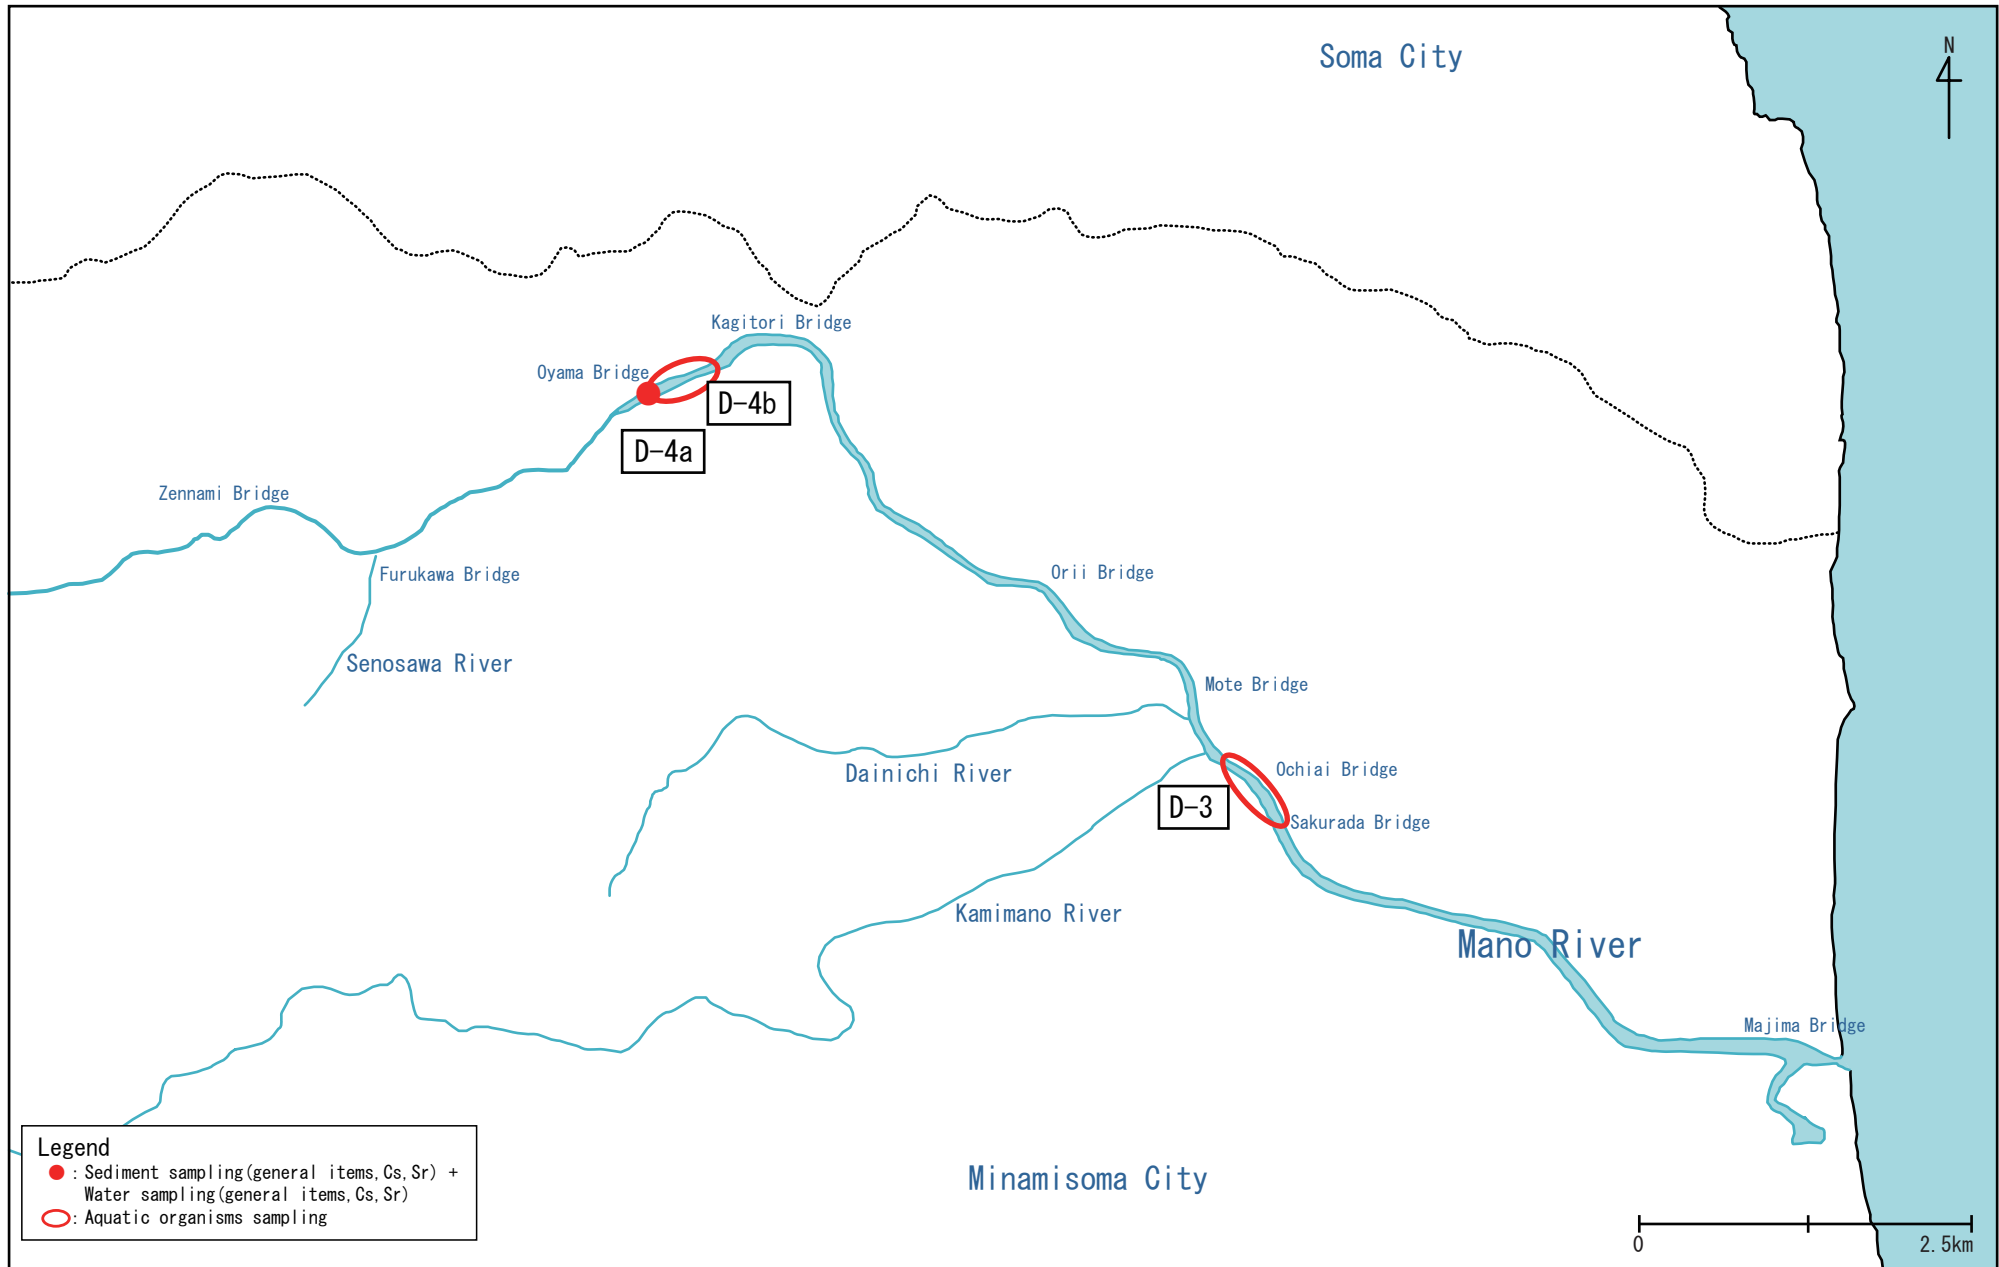 Soma City
N
Kagitori Bridge
Oyama Bridge
D-4b
D-4a
Zennami Bridge
Furukawa Bridge
Orii Bridge
Senosawa River
Mote Bridge
Dainichi River
Ochiai Bridge
D-3
Sakurada Bridge
Kamimano River
Mano River
Majima Bridge
Minamisoma City
Legend
: Sediment sampling(general items,Cs,Sr) +
Water sampling(general items,Cs,Sr)
: Aquatic organisms sampling
0 2.5km